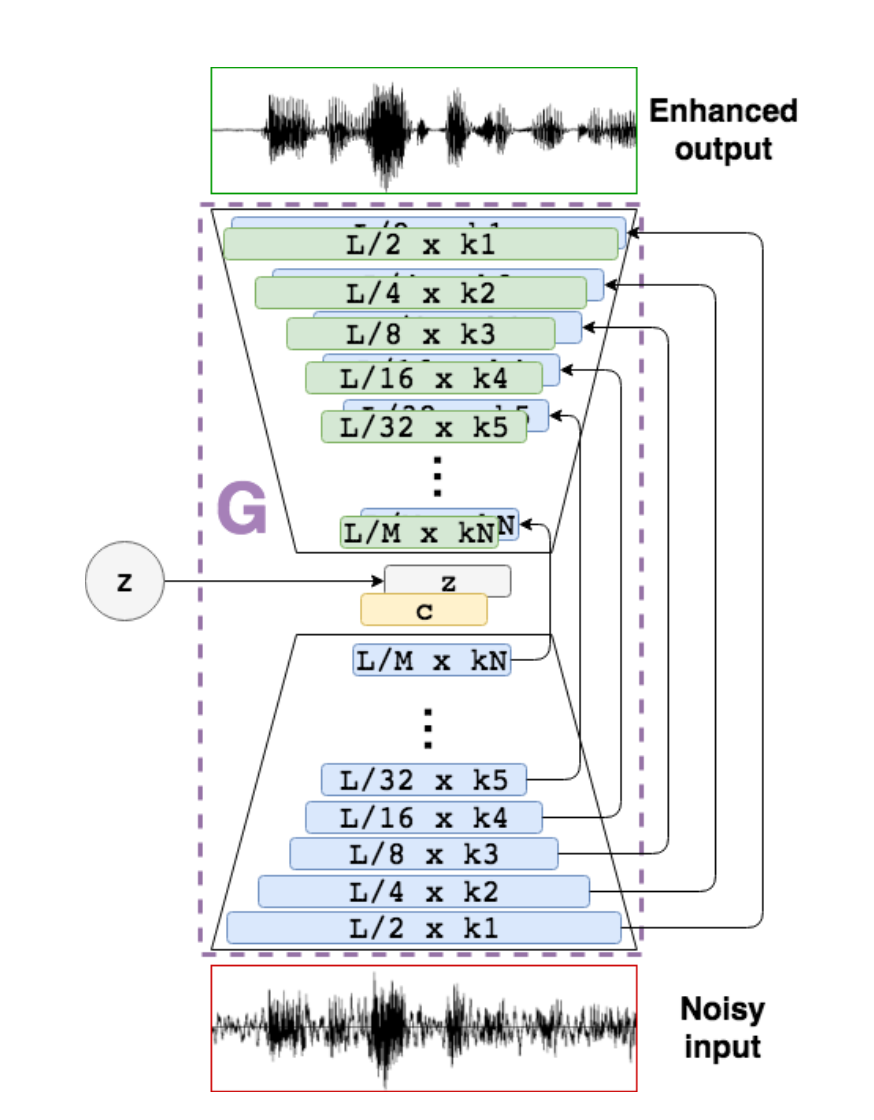 Enhanced
output
L/2 x k1
L/4 x k2
L/8 x k3
L/16 x k4
L/32 x k5
L/M x kN
N
G
z
z
c
L/M x kN
L/32 x k5
L/16 x k4
L/8 x k3
L/4 x k2
L/2 x k1
Noisy
input